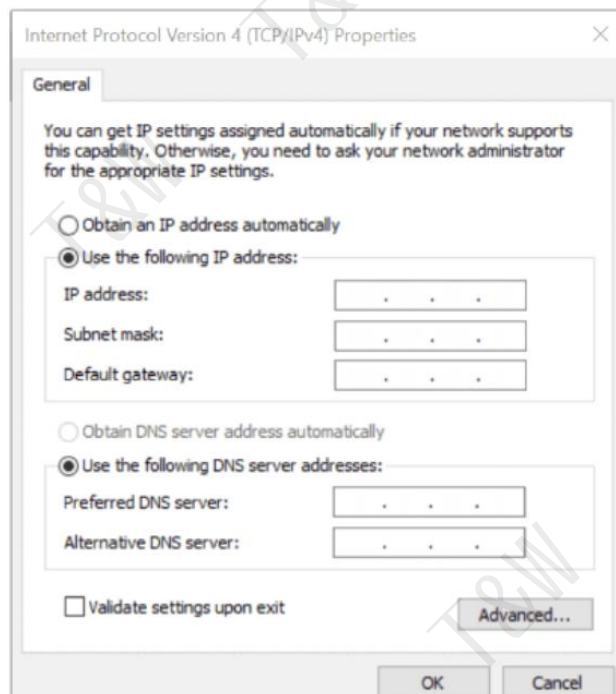 Internet Protocol Version 4 (TCP/IPv4) Properties
General
You can get IP settings assigned automatically if your network supports
this capability. Otherwise, you need to ask your network administrator
for the appropriate IP settings.
Obtain an IP address automatically
Use the following IP address:
IP address:
Subnet mask:
Default gateway:
Obtain DNS server address automatically
Use the following DNS server addresses:
Preferred DNS server:
Alternative DNS server:
Validate settings upon exit
Advanced...
OK Cancel
T&W
T&W